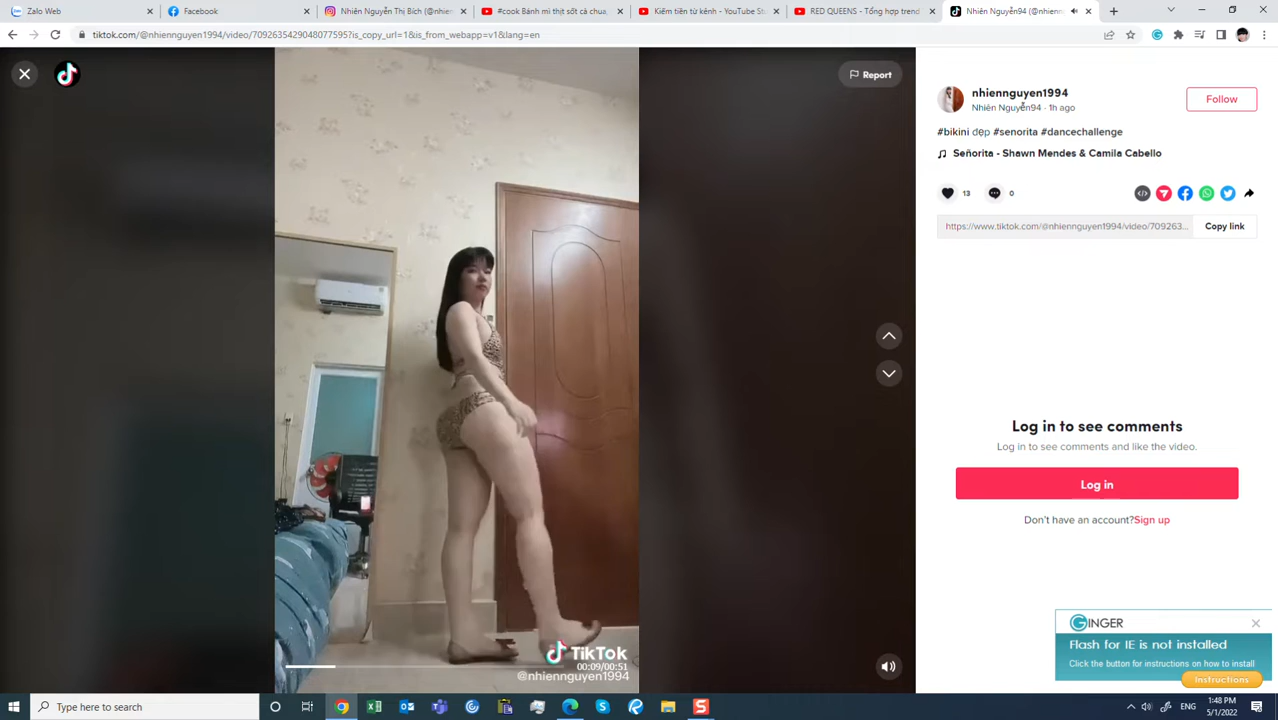 Zalo Web
Facebook
Nhiên Nguyễn Thị Bích (@nhien
#cook Bánh mì thịt sốt cà chua,
Kiếm tiền từ kênh - YouTube St
RED QUEENS - Tổng hợp trend
Nhiên Nguyễn94 (@nhienn
tiktok.com/@nhiennguyen1994/video/7092635429048077595?is_copy_url=1&is_from_webapp=v1&lang=en
Report
nhiennguyen1994
Nhiên Nguyễn94 · 1h ago
Follow
#bikini đẹp #senorita #dancechallenge
Señorita - Shawn Mendes & Camila Cabello
13
0
https://www.tiktok.com/@nhiennguyen1994/video/709263...
Copy link
Log in to see comments
Log in to see comments and like the video.
Log in
Don't have an account?Sign up
TikTok
00:09/00:51
@nhiennguyen1994
GINGER
Flash for IE is not installed
Click the button for instructions on how to install
Instructions
Type here to search
ENG
1:48 PM
5/1/2022